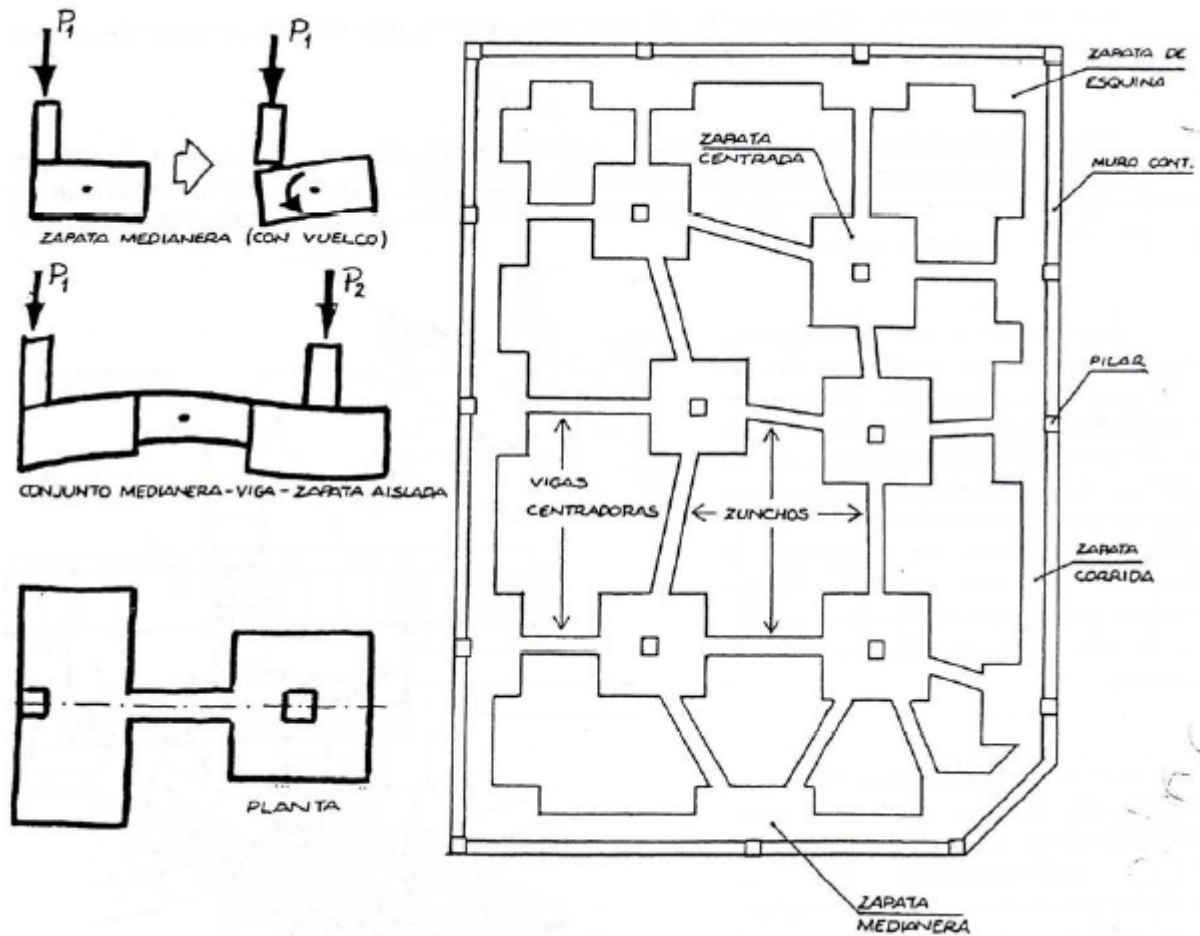 P1
P1
ZAPATA MEDIANERA (CON VUELCO)
P1
P2
CONJUNTO MEDIANERA-VIGA-ZAPATA AISLADA
PLANTA
ZAPATA DE
ESQUINA
ZAPATA
CENTRADA
MURO CONT.
PILAR
VIGAS
CENTRADORAS
ZUNCHOS
ZAPATA
CORRIDA
ZAPATA
MEDIANERA